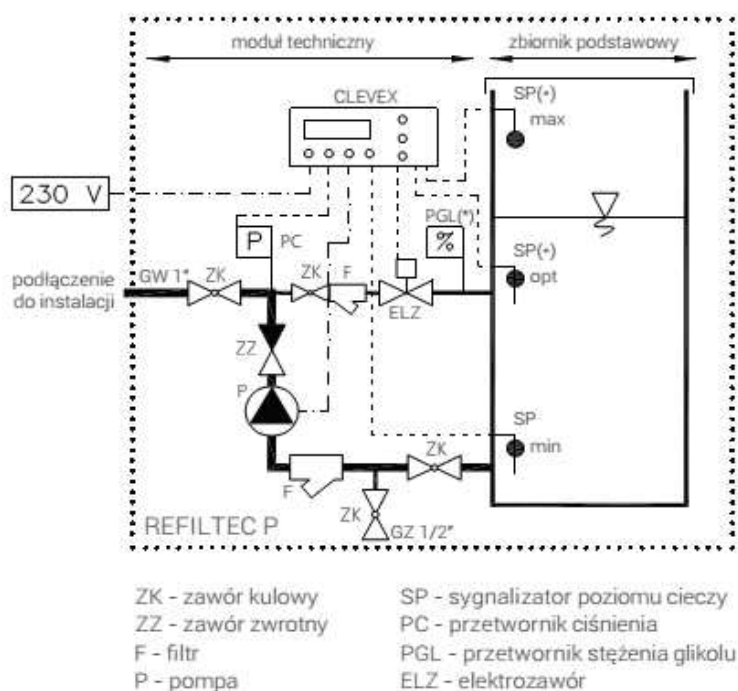 moduł techniczny
zbiornik podstawowy
CLEVEX
SP(+)
max
230 V
PGL(*)
%
P
PC
SP(+)
opt
podłączenie
do instalacji
GW 1"
ZK
ZK
F
ELZ
ZZ
P
SP
min
ZK
F
ZK
GZ 1/2"
REFILTEC P
ZK - zawór kulowy
ZZ - zawór zwrotny
F - filtr
P - pompa
SP - sygnalizator poziomu cieczy
PC - przetwornik ciśnienia
PGL - przetwornik stężenia glikolu
ELZ - elektrozawór